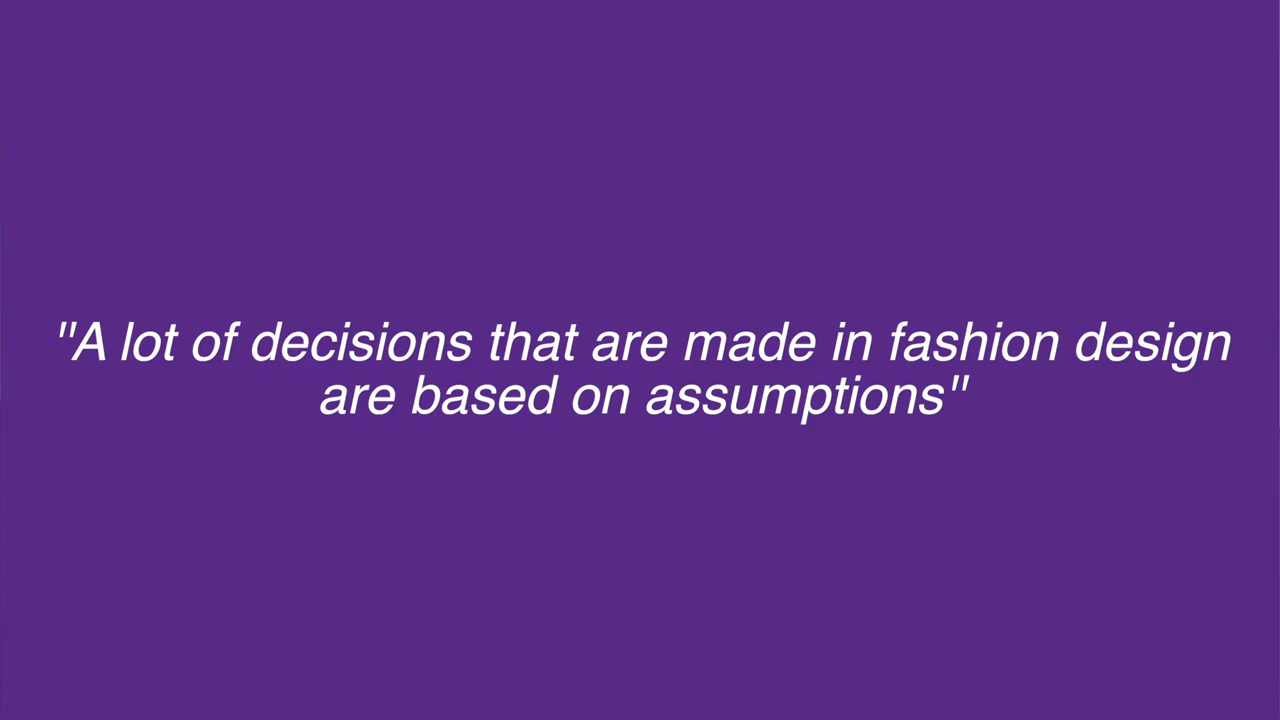 "A lot of decisions that are made in fashion design
are based on assumptions"